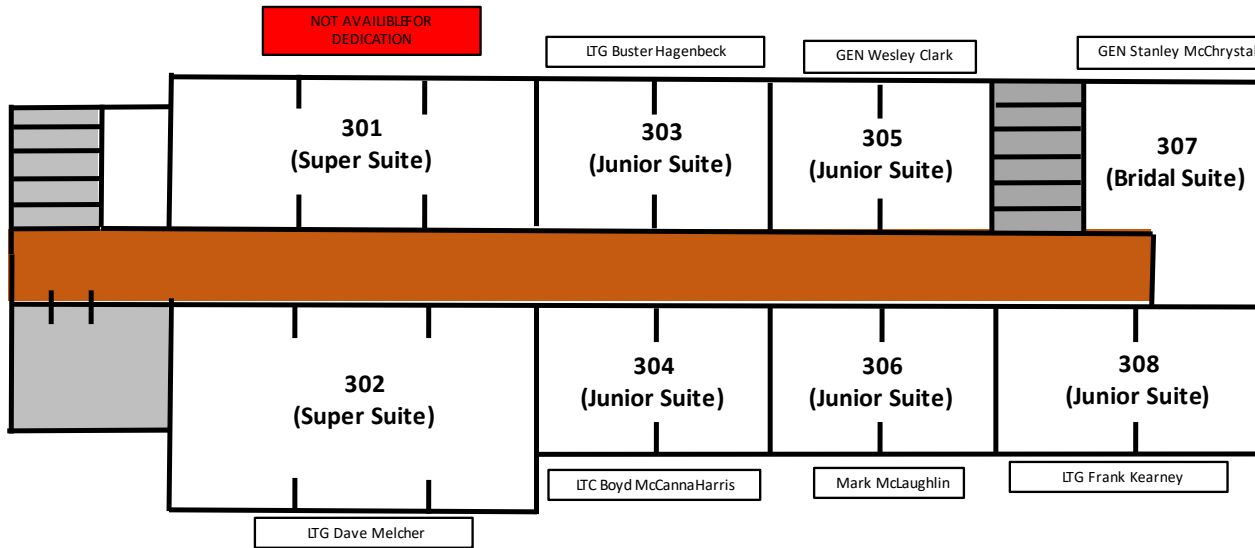 NOT AVAILIBLE FOR
DEDICATION
LTG Buster Hagenbeck
GEN Wesley Clark
GEN Stanley McChrystal
301
(Super Suite)
303
(Junior Suite)
305
(Junior Suite)
307
(Bridal Suite)
302
(Super Suite)
304
(Junior Suite)
306
(Junior Suite)
308
(Junior Suite)
LTG Dave Melcher
LTC Boyd McCannaHarris
Mark McLaughlin
LTG Frank Kearney